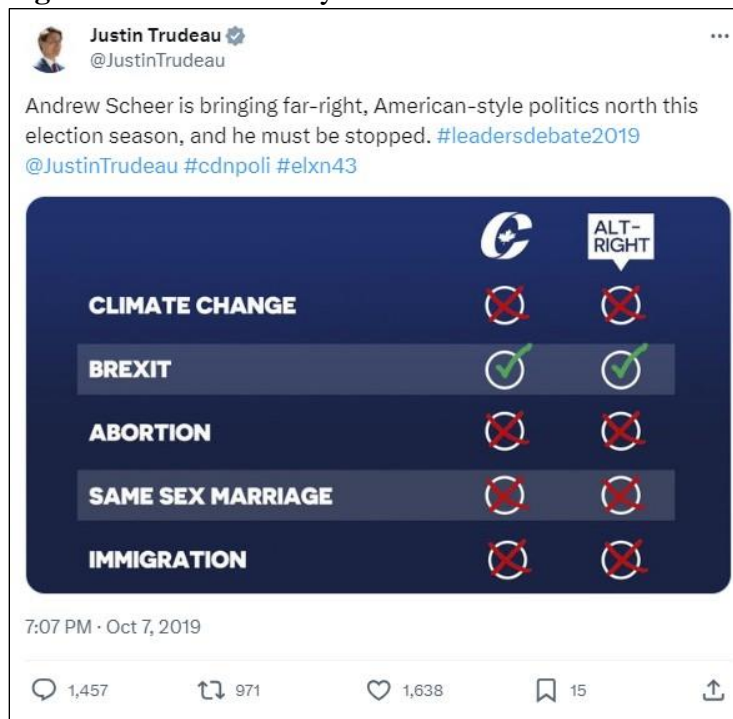 Justin Trudeau
@JustinTrudeau
Andrew Scheer is bringing far-right, American-style politics north this
election season, and he must be stopped. #leadersdebate2019
@JustinTrudeau #cdnpoli #elxn43
ALT-
RIGHT
CLIMATE CHANGE
BREXIT
ABORTION
SAME SEX MARRIAGE
IMMIGRATION
7:07 PM · Oct 7, 2019
1,457 971 1,638 15